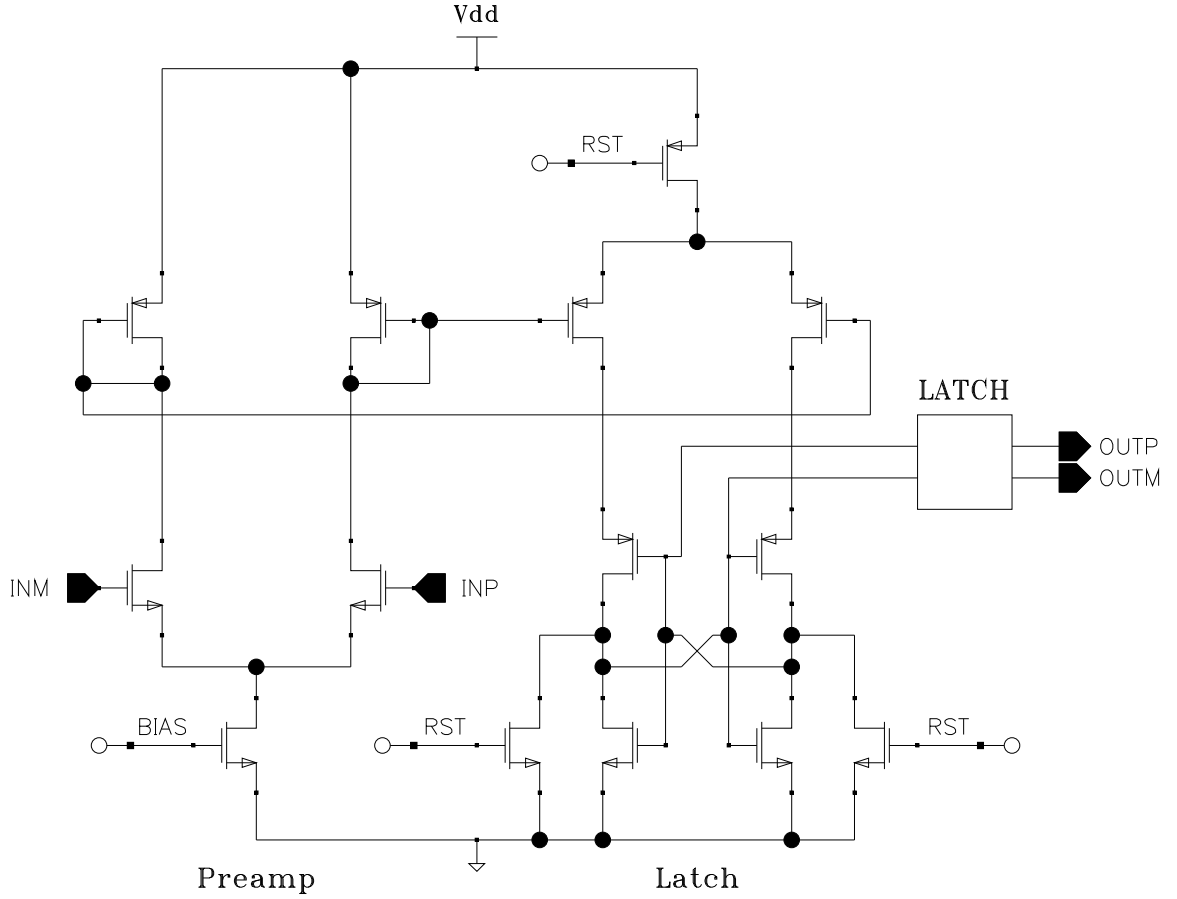 Vdd
RST
LATCH
OUTP
OUTM
INM
INP
BIAS
RST
RST
Preamp
Latch